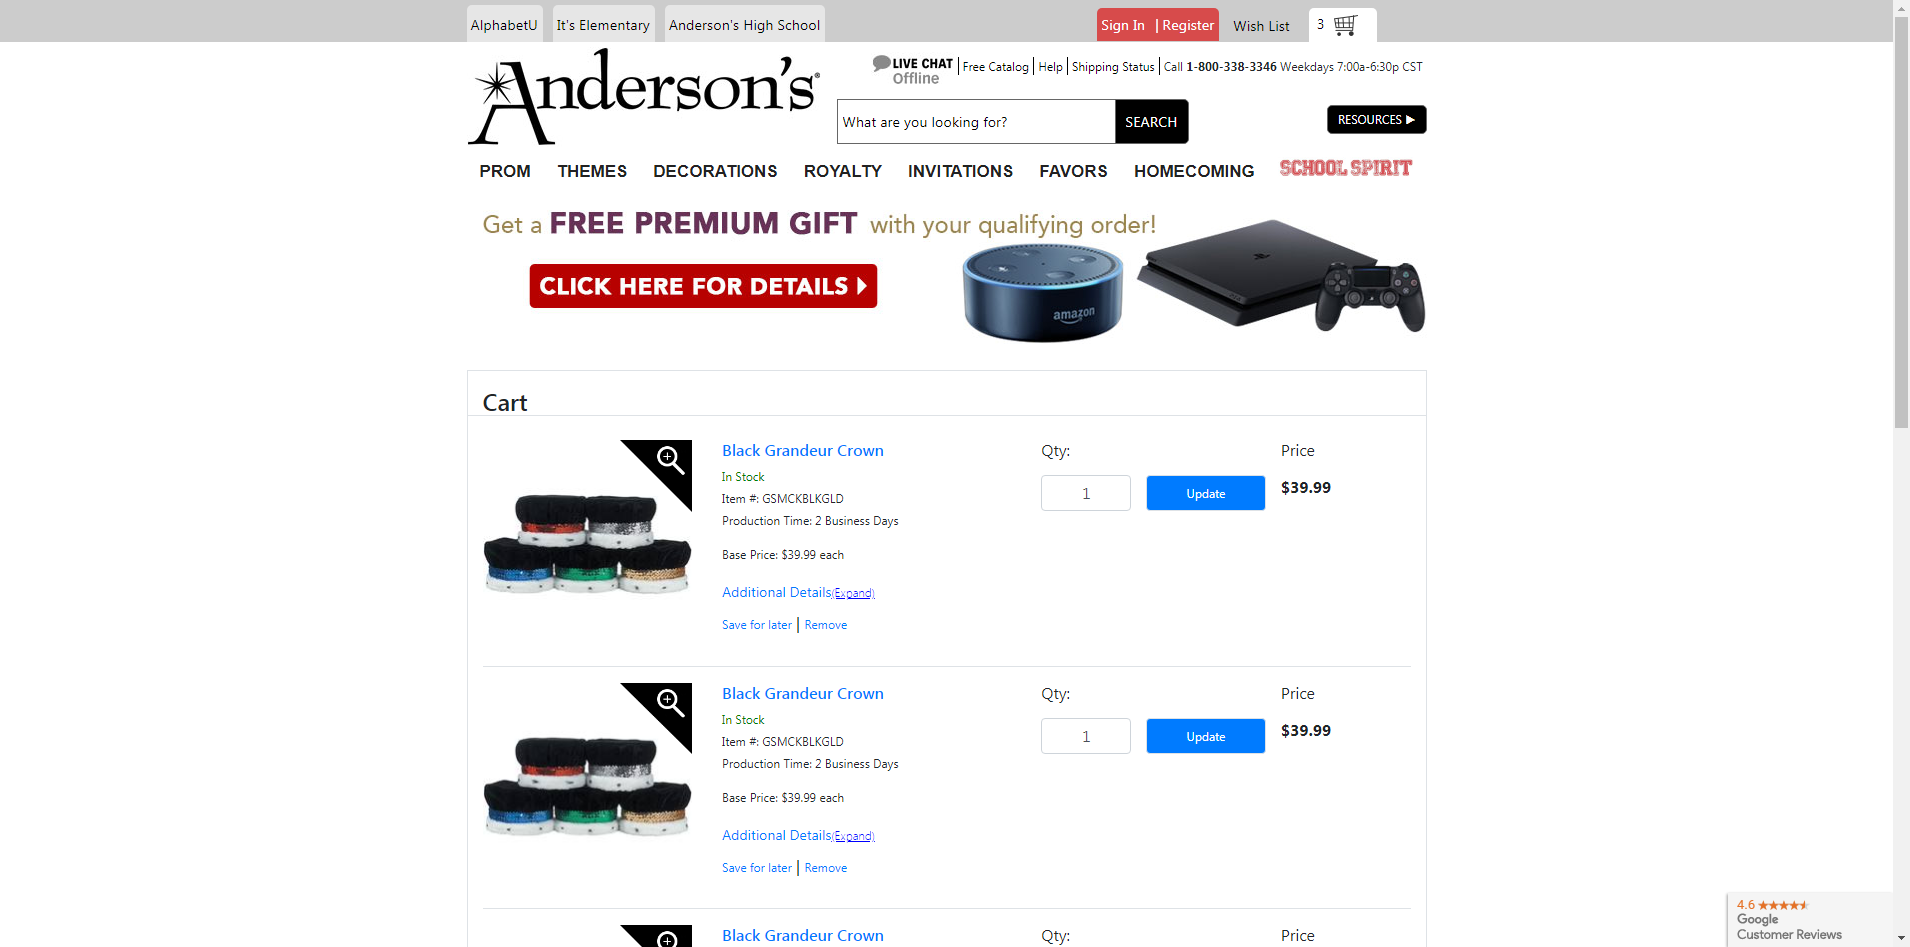 AlphabetU It's Elementary Anderson's High School Sign In | Register Wish List 3
Anderson's®
LIVE CHAT Offline Free Catalog Help Shipping Status Call 1-800-338-3346 Weekdays 7:00a-6:30p CST
What are you looking for? SEARCH RESOURCES
PROM THEMES DECORATIONS ROYALTY INVITATIONS FAVORS HOMECOMING SCHOOL SPIRIT
Get a FREE PREMIUM GIFT with your qualifying order!
CLICK HERE FOR DETAILS
amazon
Cart
Black Grandeur Crown Qty: Price
In Stock
1 Update $39.99
Item #: GSMCKBLKGLD
Production Time: 2 Business Days
Base Price: $39.99 each
Additional Details(Expand)
Save for later | Remove
Black Grandeur Crown Qty: Price
In Stock
1 Update $39.99
Item #: GSMCKBLKGLD
Production Time: 2 Business Days
Base Price: $39.99 each
Additional Details(Expand)
Save for later | Remove
Black Grandeur Crown Qty: Price
4.6
Google
Customer Reviews